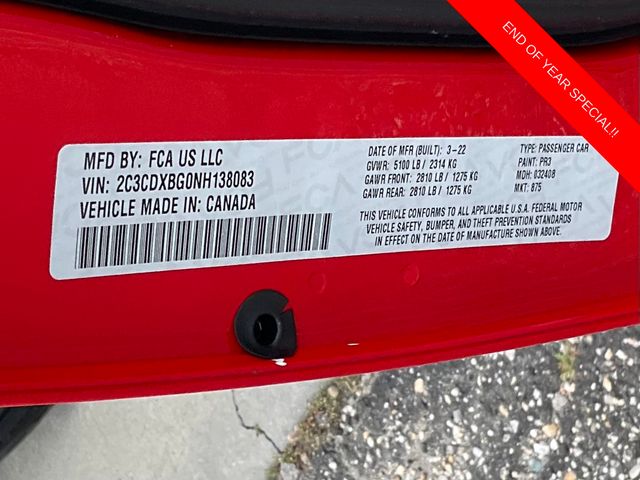 END OF YEAR SPECIAL!!
MFD BY: FCA US LLC
VIN: 2C3CDXBG0NH138083
VEHICLE MADE IN: CANADA
DATE OF MFR (BUILT): 3-22
GVWR: 5100 LB / 2314 KG
GAWR FRONT: 2810 LB / 1275 KG
GAWR REAR: 2810 LB / 1275 KG
TYPE: PASSENGER CAR
PAINT: PR3
MDH: 032408
MKT: 875
THIS VEHICLE CONFORMS TO ALL APPLICABLE U.S.A. FEDERAL MOTOR
VEHICLE SAFETY, BUMPER, AND THEFT PREVENTION STANDARDS
IN EFFECT ON THE DATE OF MANUFACTURE SHOWN ABOVE.